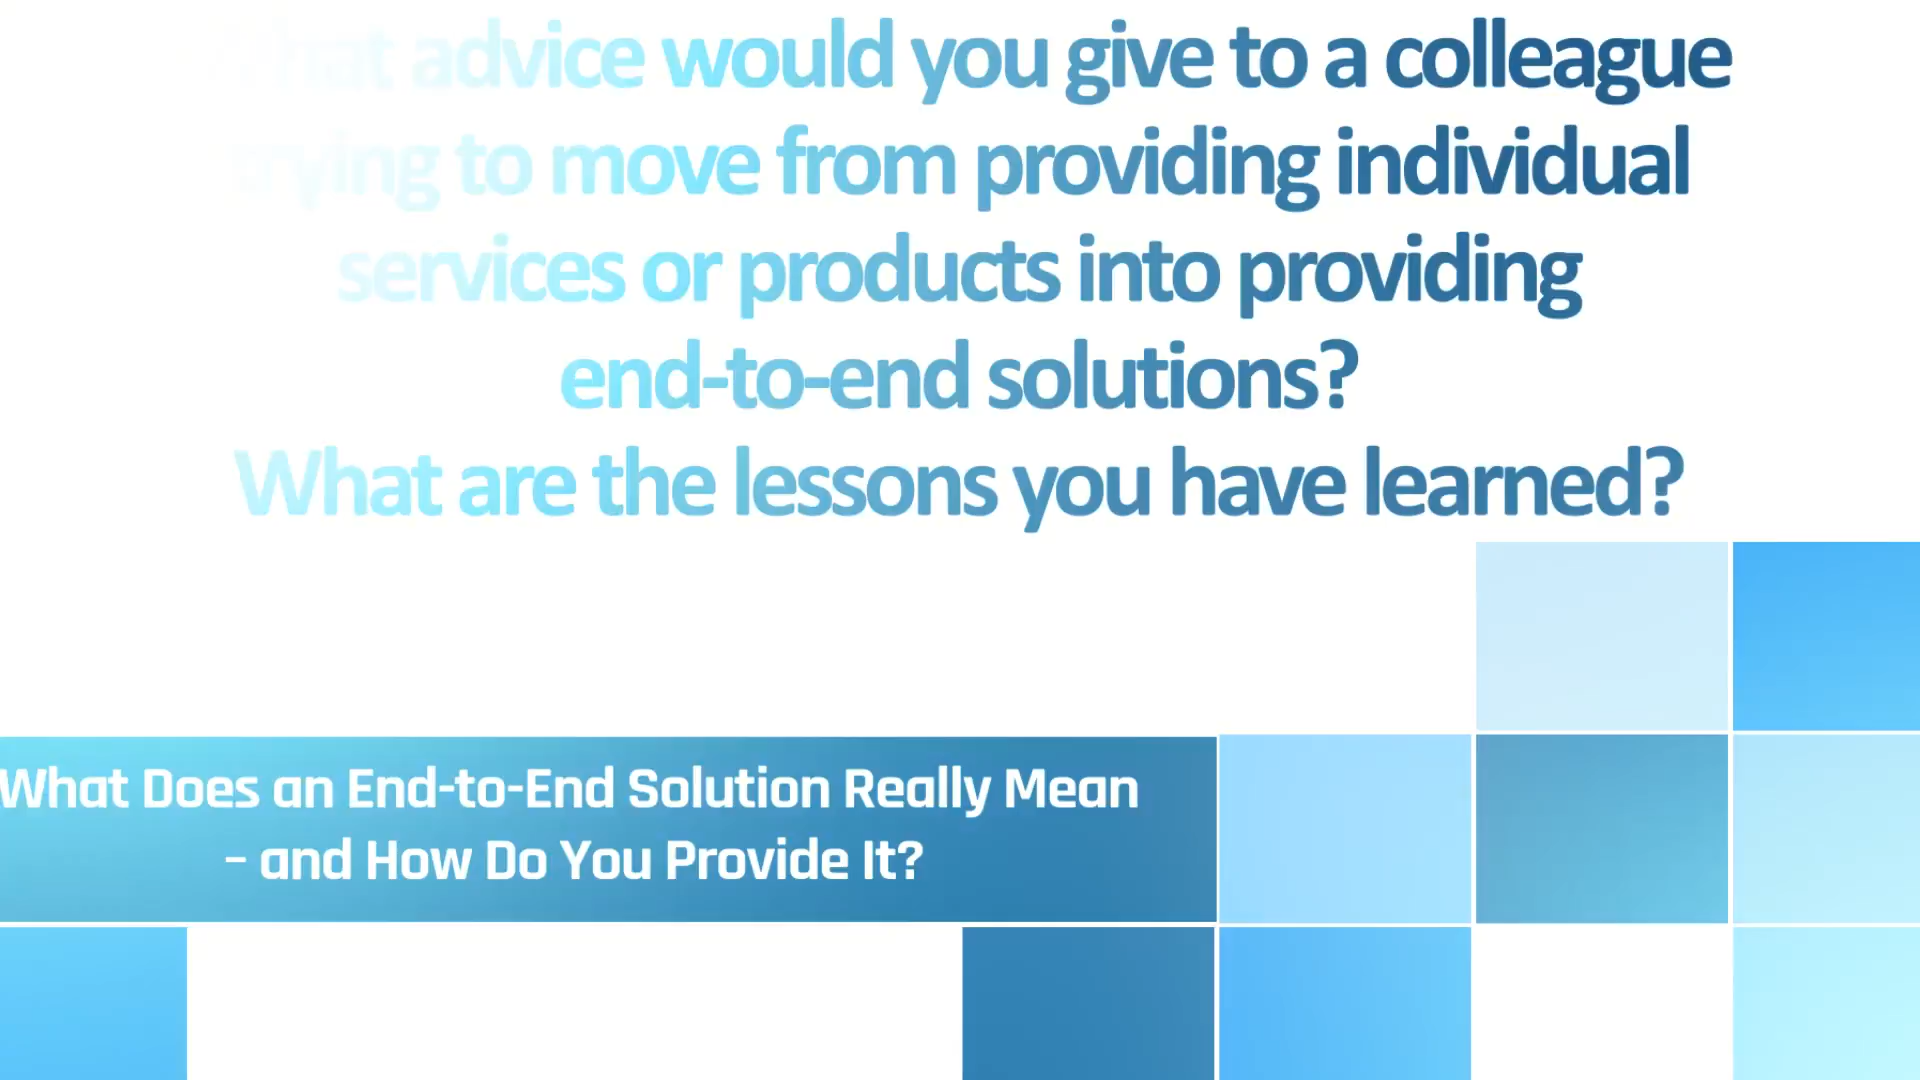 What advice would you give to a colleague
trying to move from providing individual
services or products into providing
end-to-end solutions?
What are the lessons you have learned?
What Does an End-to-End Solution Really Mean
– and How Do You Provide It?